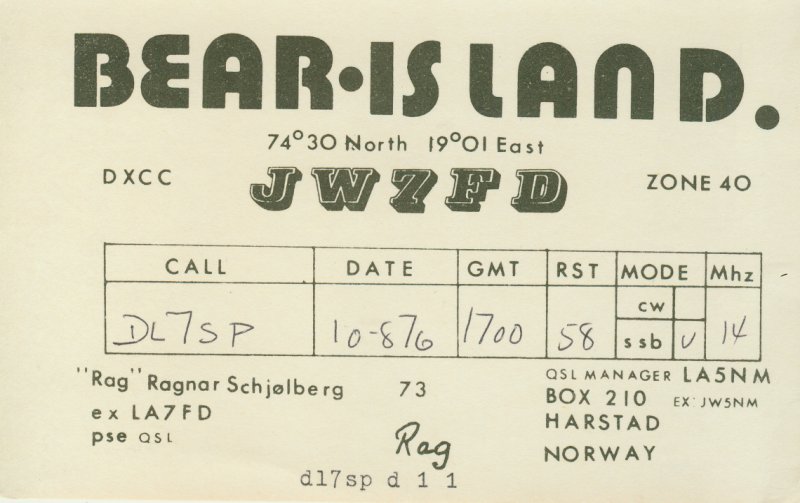 BEAR·ISLAND.
74°30 North 19°01 East
DXCC JW7FD ZONE 40
CALL DATE GMT RST MODE Mhz
cw
DL7SP 10-876 1700 58 ssb v 14
"Rag" Ragnar Schjølberg 73
ex LA7FD
pse QSL
QSL MANAGER LA5NM
BOX 210 EX: JW5NM
HARSTAD
NORWAY
Rag
dl7sp d 1 1